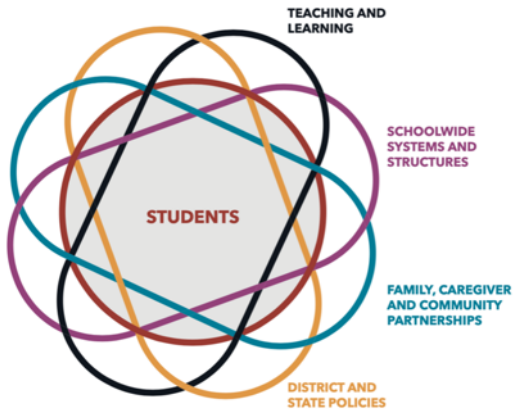 TEACHING AND
LEARNING
SCHOOLWIDE
SYSTEMS AND
STRUCTURES
STUDENTS
FAMILY, CAREGIVER
AND COMMUNITY
PARTNERSHIPS
DISTRICT AND
STATE POLICIES